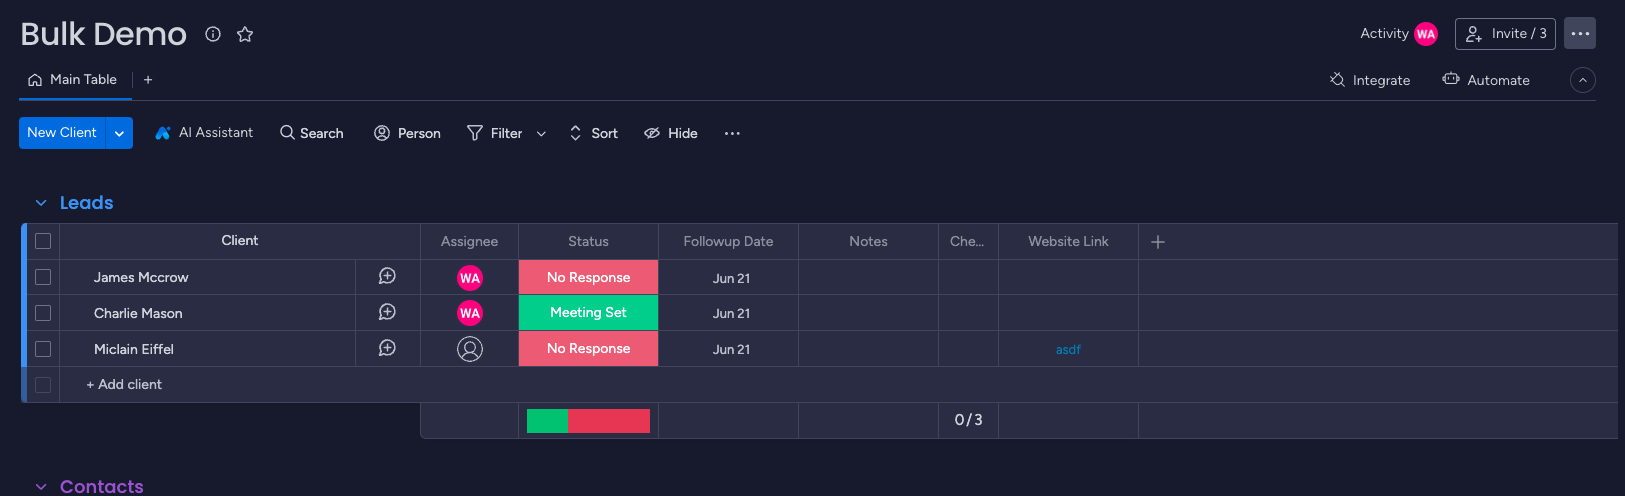 Bulk Demo
Activity WA Invite / 3
Main Table +
Integrate Automate
New Client AI Assistant Search Person Filter Sort Hide
Leads
Client Assignee Status Followup Date Notes Che... Website Link
James Mccrow WA No Response Jun 21
Charlie Mason WA Meeting Set Jun 21
Miclain Eiffel No Response Jun 21 asdf
+ Add client
0 / 3
Contacts